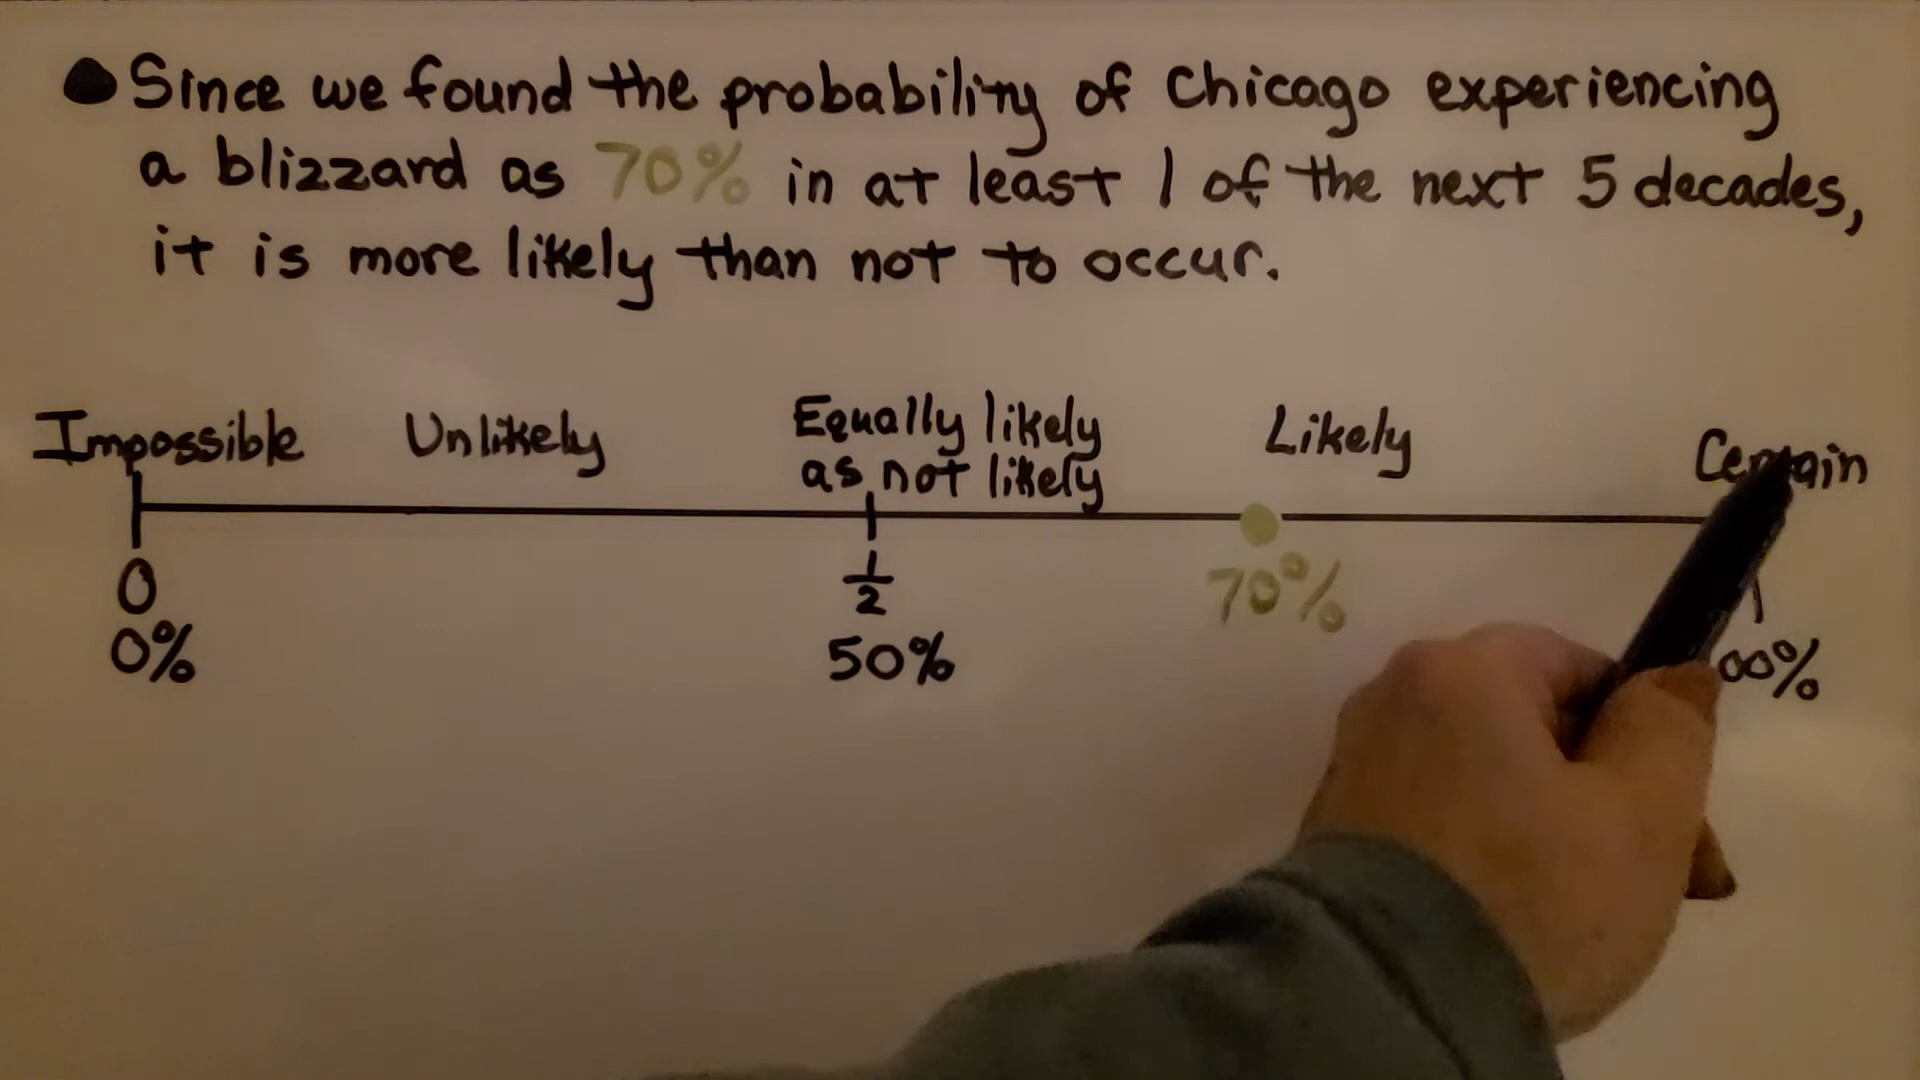 Since we found the probability of Chicago experiencing
a blizzard as 70% in at least 1 of the next 5 decades,
it is more likely than not to occur.
Impossible Unlikely Equally likely Likely Certain
as not likely
0 1/2
70%
0% 50% 00%